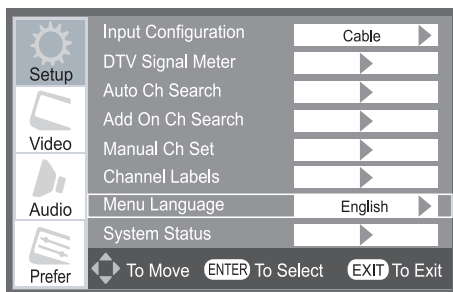 Setup
Video
Audio
Prefer
Input Configuration Cable
DTV Signal Meter
Auto Ch Search
Add On Ch Search
Manual Ch Set
Channel Labels
Menu Language English
System Status
To Move ENTER To Select EXIT To Exit